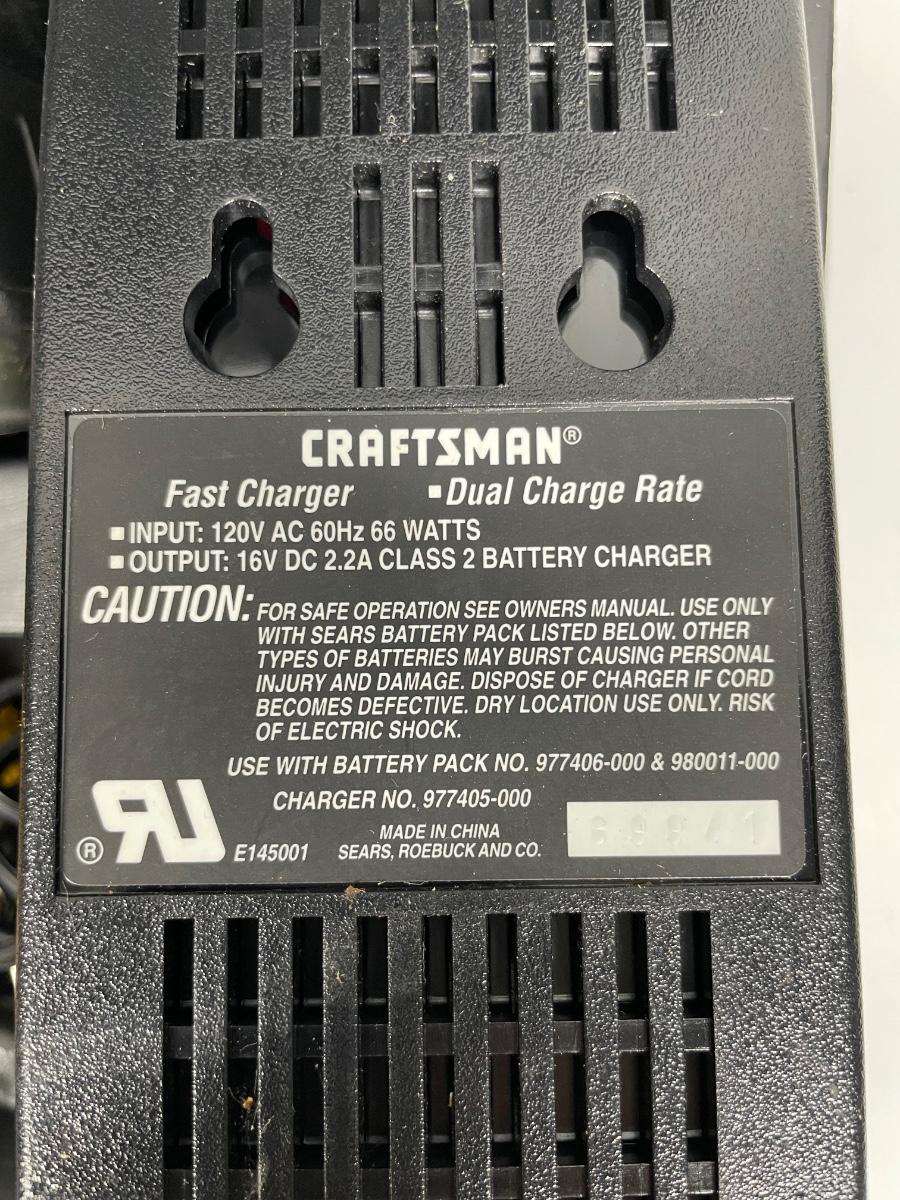 CRAFTSMAN®
Fast Charger ▪Dual Charge Rate
▪INPUT: 120V AC 60Hz 66 WATTS
▪OUTPUT: 16V DC 2.2A CLASS 2 BATTERY CHARGER
CAUTION: FOR SAFE OPERATION SEE OWNERS MANUAL. USE ONLY
WITH SEARS BATTERY PACK LISTED BELOW. OTHER
TYPES OF BATTERIES MAY BURST CAUSING PERSONAL
INJURY AND DAMAGE. DISPOSE OF CHARGER IF CORD
BECOMES DEFECTIVE. DRY LOCATION USE ONLY. RISK
OF ELECTRIC SHOCK.
USE WITH BATTERY PACK NO. 977406-000 & 980011-000
CHARGER NO. 977405-000
MADE IN CHINA
® E145001 SEARS, ROEBUCK AND CO.